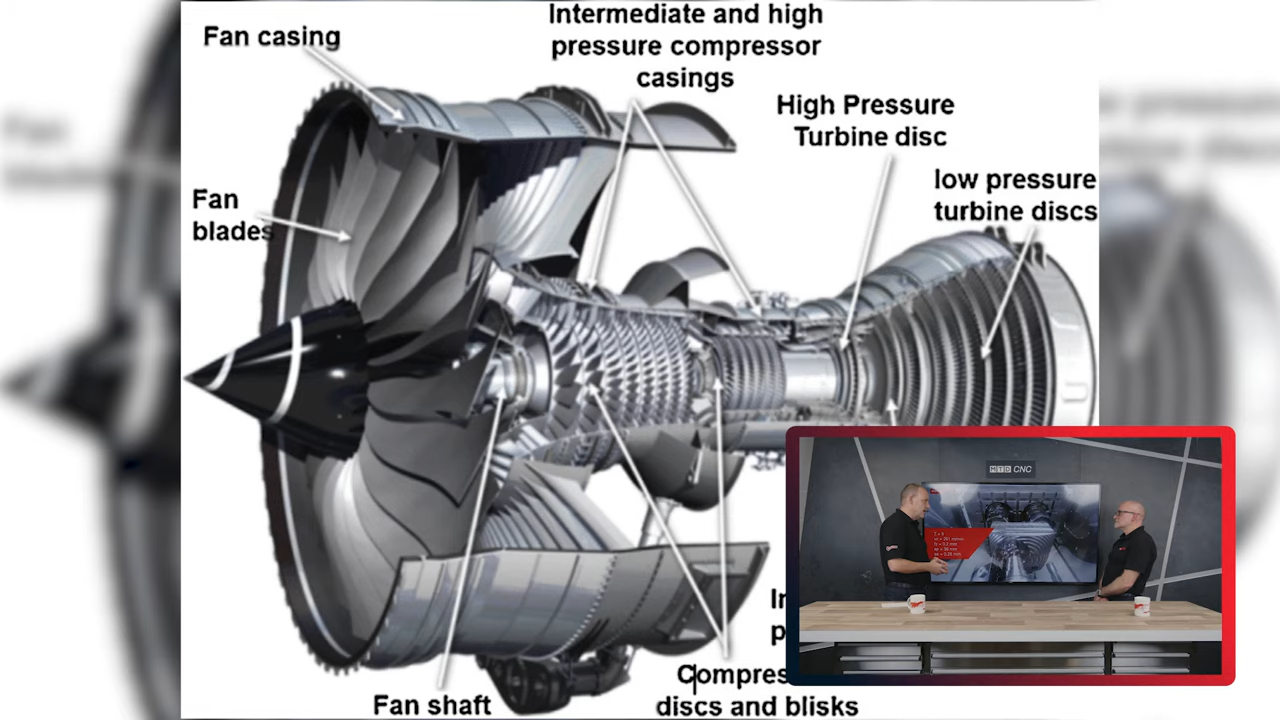 Fan casing
Intermediate and high
pressure compressor
casings
High Pressure
Turbine disc
low pressure
turbine discs
Fan
blades
MTD CNC
Compres
discs and blisks
Fan shaft